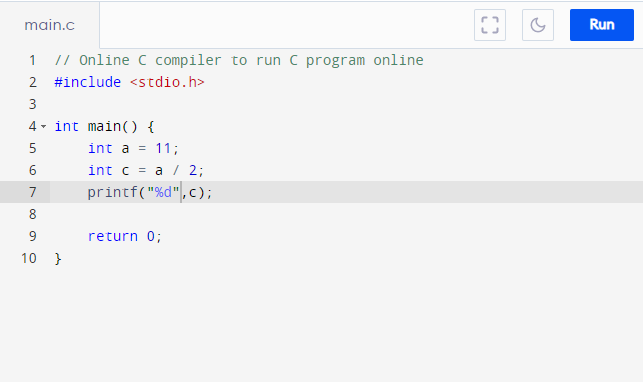 main.c
Run
1 // Online C compiler to run C program online
2 #include <stdio.h>
3
4 int main() {
5     int a = 11;
6     int c = a / 2;
7     printf("%d",c);
8
9     return 0;
10 }